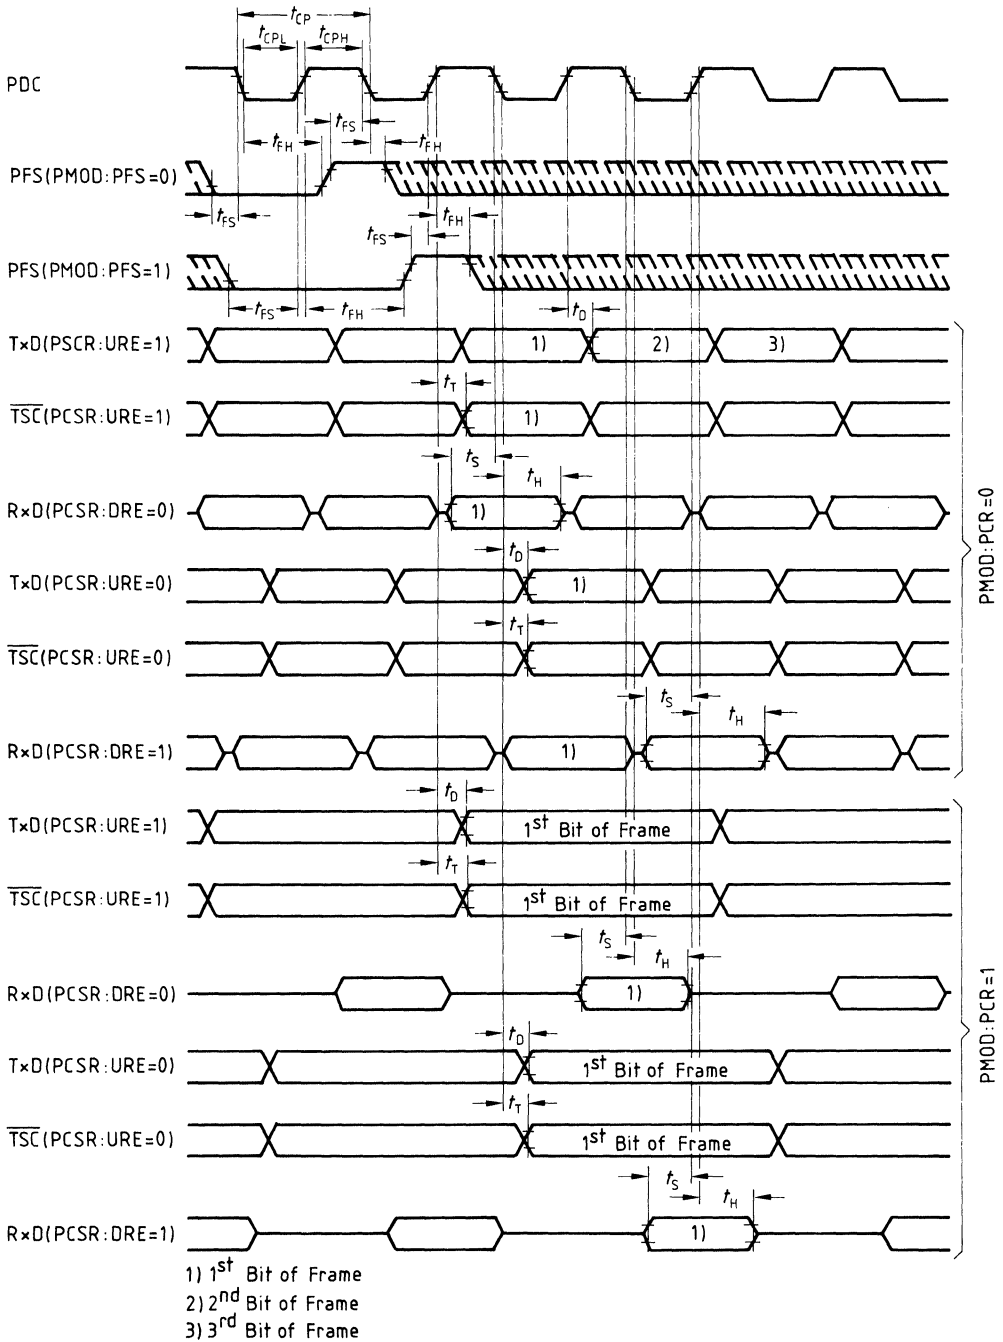 tCP
tCPL
tCPH
PDC
tFS
tFH
tFH
PFS(PMOD:PFS=0)
tFS
tFH
tFS
PFS(PMOD:PFS=1)
tFS
tFH
tD
TxD(PSCR:URE=1)
1)
2)
3)
tT
TSC(PCSR:URE=1)
1)
tS
tH
RxD(PCSR:DRE=0)
1)
tD
TxD(PCSR:URE=0)
1)
tT
TSC(PCSR:URE=0)
tS
tH
RxD(PCSR:DRE=1)
1)
PMOD:PCR=0
tD
TxD(PCSR:URE=1)
1st Bit of Frame
tT
TSC(PCSR:URE=1)
1st Bit of Frame
tS
tH
RxD(PCSR:DRE=0)
1)
tD
TxD(PCSR:URE=0)
1st Bit of Frame
tT
TSC(PCSR:URE=0)
1st Bit of Frame
tS
tH
RxD(PCSR:DRE=1)
1)
PMOD:PCR=1
1) 1st Bit of Frame
2) 2nd Bit of Frame
3) 3rd Bit of Frame